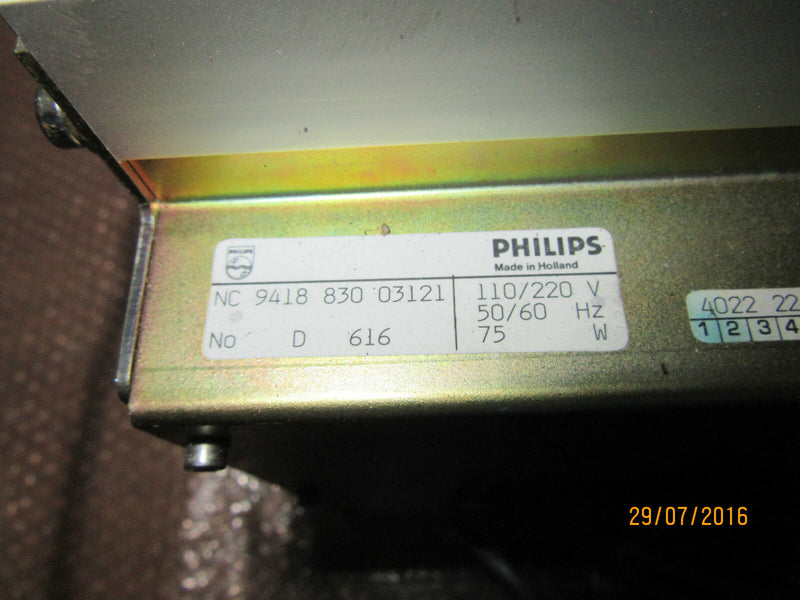 PHILIPS
PHILIPS
Made in Holland
NC 9418 830 03121
110/220 V
50/60 Hz
No D 616
75 W
4022 22
1 2 3 4
29/07/2016